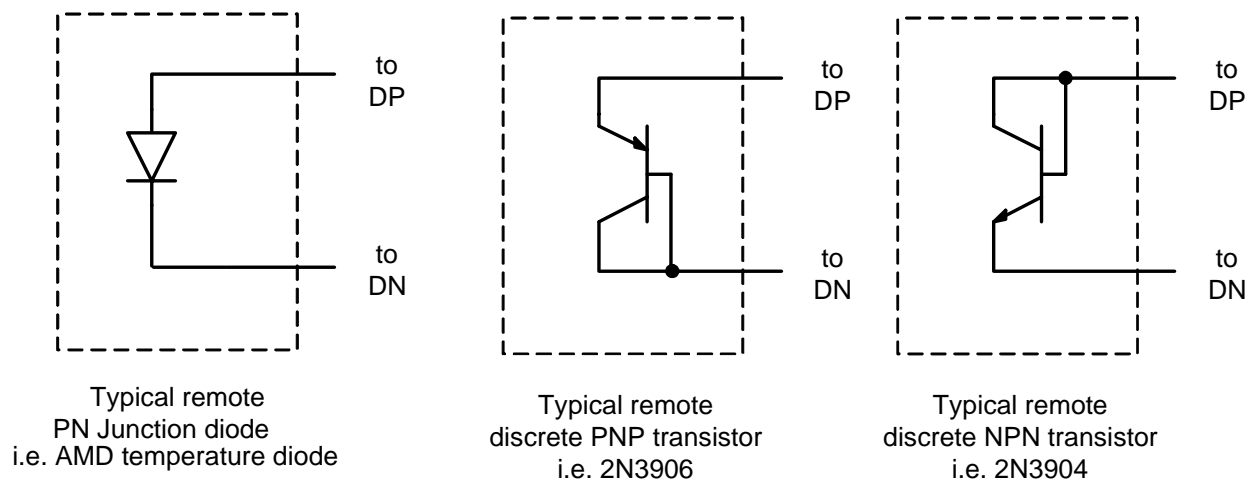 to
DP
to
DN
Typical remote
PN Junction diode
i.e. AMD temperature diode
to
DP
to
DN
Typical remote
discrete PNP transistor
i.e. 2N3906
to
DP
to
DN
Typical remote
discrete NPN transistor
i.e. 2N3904